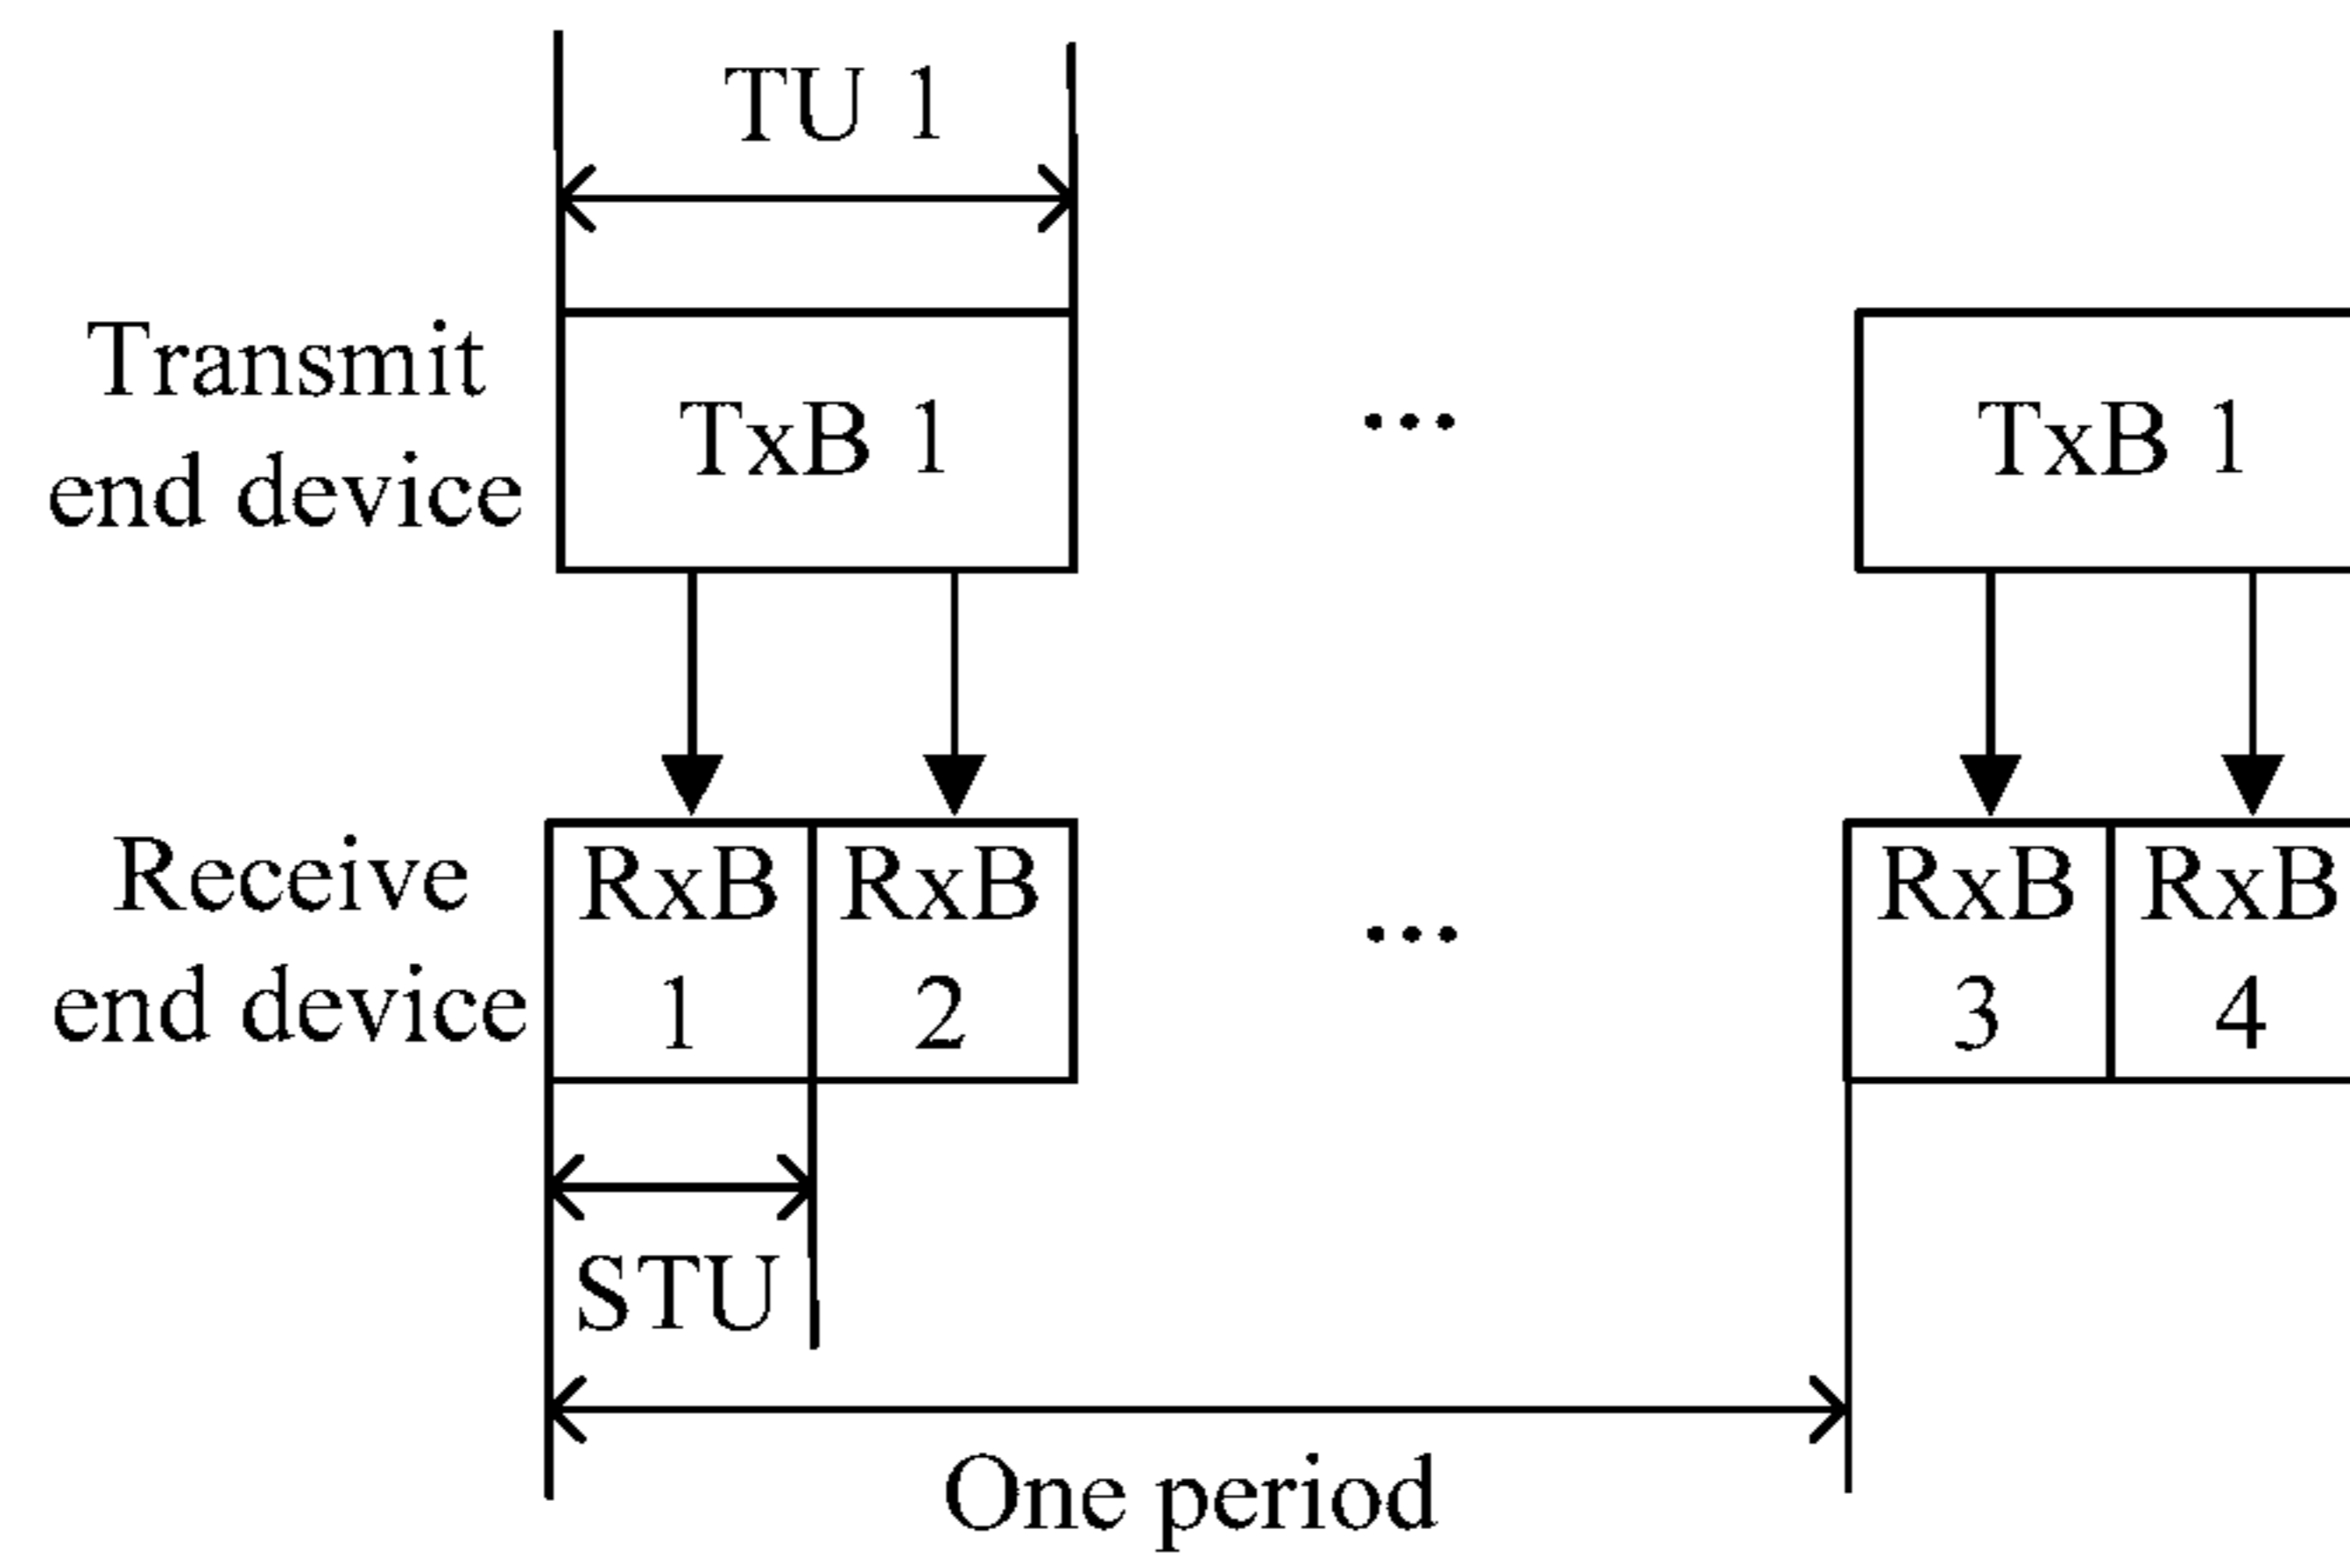 TU 1
Transmit
end device
TxB 1
...
TxB 1
Receive
end device
RxB
1
RxB
2
...
RxB
3
RxB
4
STU
One period